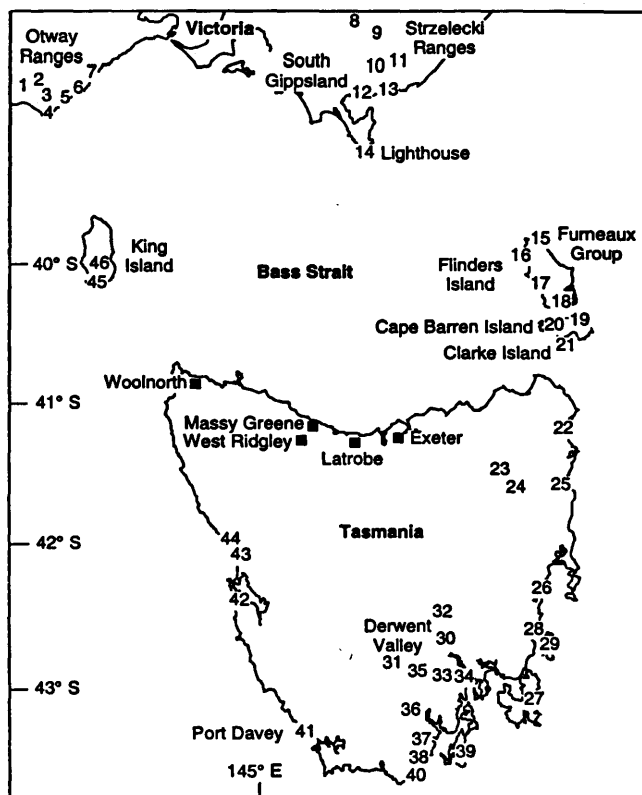 8
Victoria
Strzelecki
Ranges
9
Otway
Ranges
South
Gippsland
10 11
7
1 2
3
6
5
4
12 13
14 Lighthouse
15
Furneaux
Group
16
King
Island
46
40° S
Bass Strait
Flinders
Island
45
17
18
Cape Barren Island
20 19
Clarke Island
21
Woolnorth
41° S
Massy Greene
West Ridgley
Exeter
22
Latrobe
23
24
25
Tasmania
44
42° S
43
26
42
32
Derwent
Valley
30
28
29
31
35 33 34
43° S
27
36
Port Davey
41
37
39
38
40
145° E